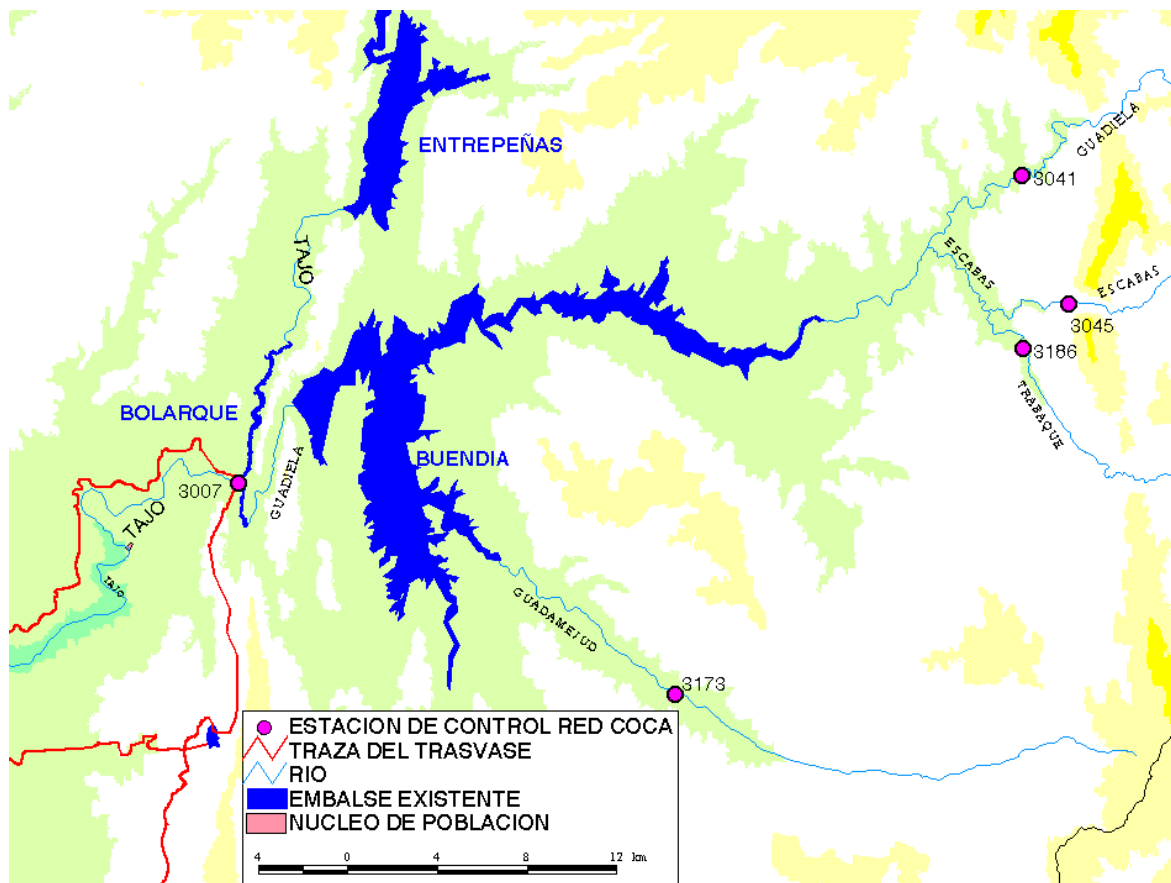 ENTREPEÑAS
GUADIELA
3041
TAJO
ESCABAS
ESCABAS
3045
3186
TRABAQUE
BOLARQUE
BUENDIA
GUADIELA
3007
TAJO
TAJO
GUADAMEJUD
3173
ESTACION DE CONTROL RED COCA
TRAZA DEL TRASVASE
RIO
EMBALSE EXISTENTE
NUCLEO DE POBLACION
4 0 4 8 12 km